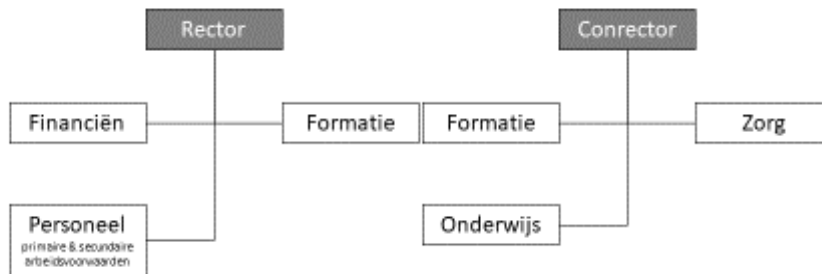 Rector
Conrector
Financiën
Formatie
Formatie
Zorg
Personeel
primaire & secundaire
arbeidsvoorwaarden
Onderwijs